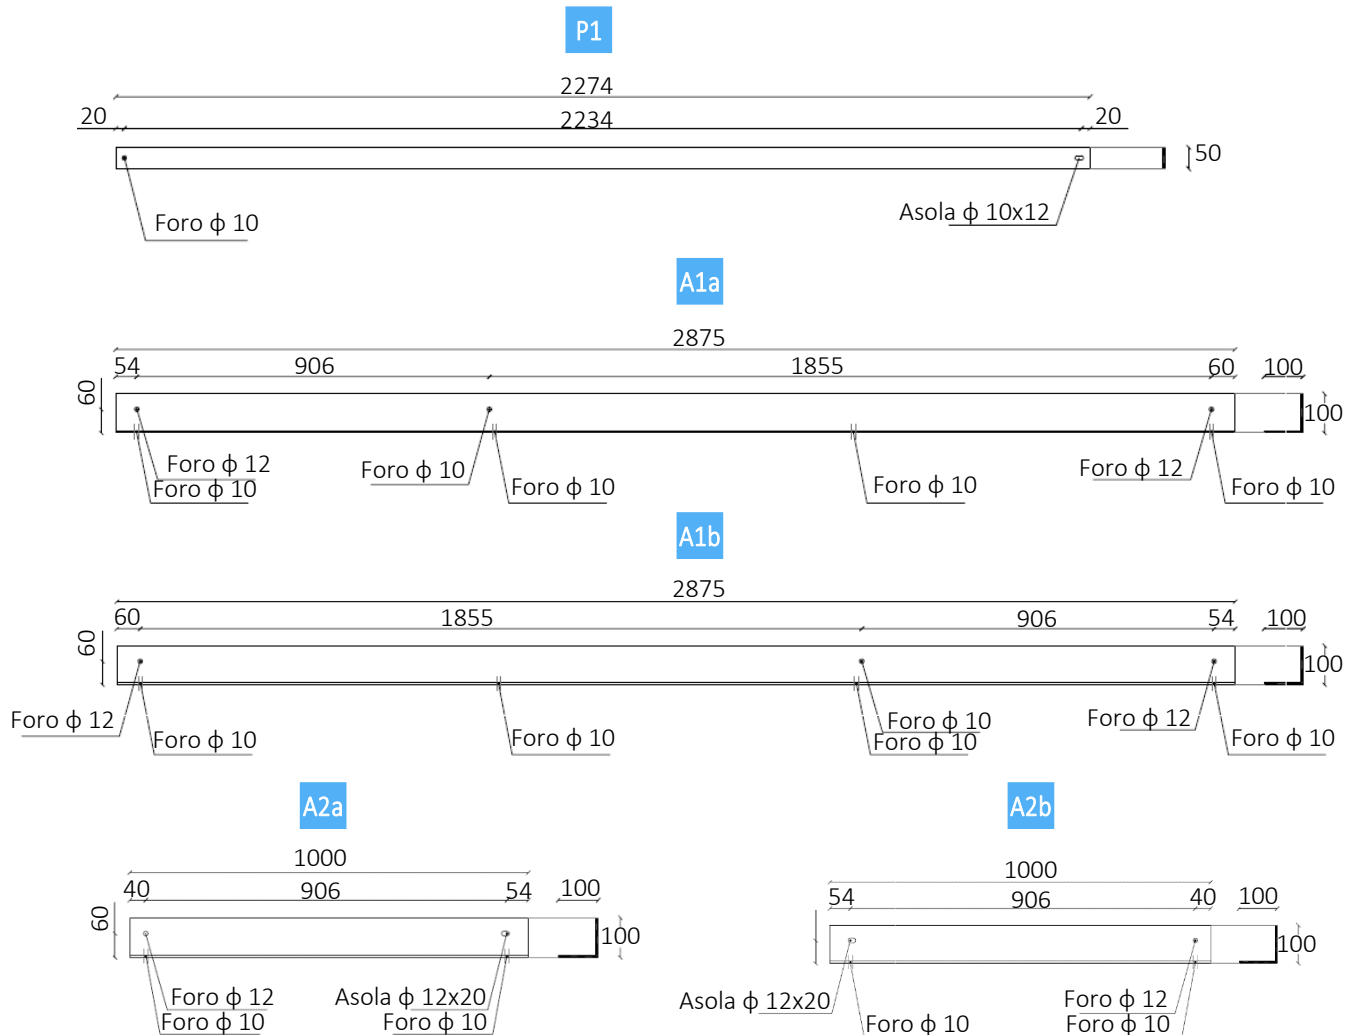 P1
2274
20 2234 20
50
Foro ϕ 10
Asola ϕ 10x12
A1a
2875
54 906 1855 60 100
60
100
Foro ϕ 12 Foro ϕ 10 Foro ϕ 12
Foro ϕ 10 Foro ϕ 10 Foro ϕ 10 Foro ϕ 10
A1b
2875
60 1855 906 54 100
60
100
Foro ϕ 12 Foro ϕ 10 Foro ϕ 12
Foro ϕ 10 Foro ϕ 10 Foro ϕ 10 Foro ϕ 10
A2a
1000
40 906 54 100
60
100
Foro ϕ 12 Asola ϕ 12x20
Foro ϕ 10 Foro ϕ 10
A2b
1000
54 906 40 100
100
Asola ϕ 12x20 Foro ϕ 12
Foro ϕ 10 Foro ϕ 10